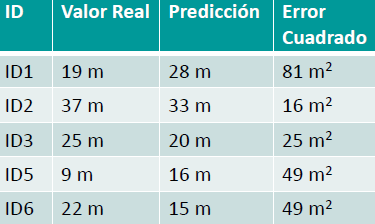 ID Valor Real Predicción Error Cuadrado
ID1 19 m 28 m 81 m²
ID2 37 m 33 m 16 m²
ID3 25 m 20 m 25 m²
ID5 9 m 16 m 49 m²
ID6 22 m 15 m 49 m²